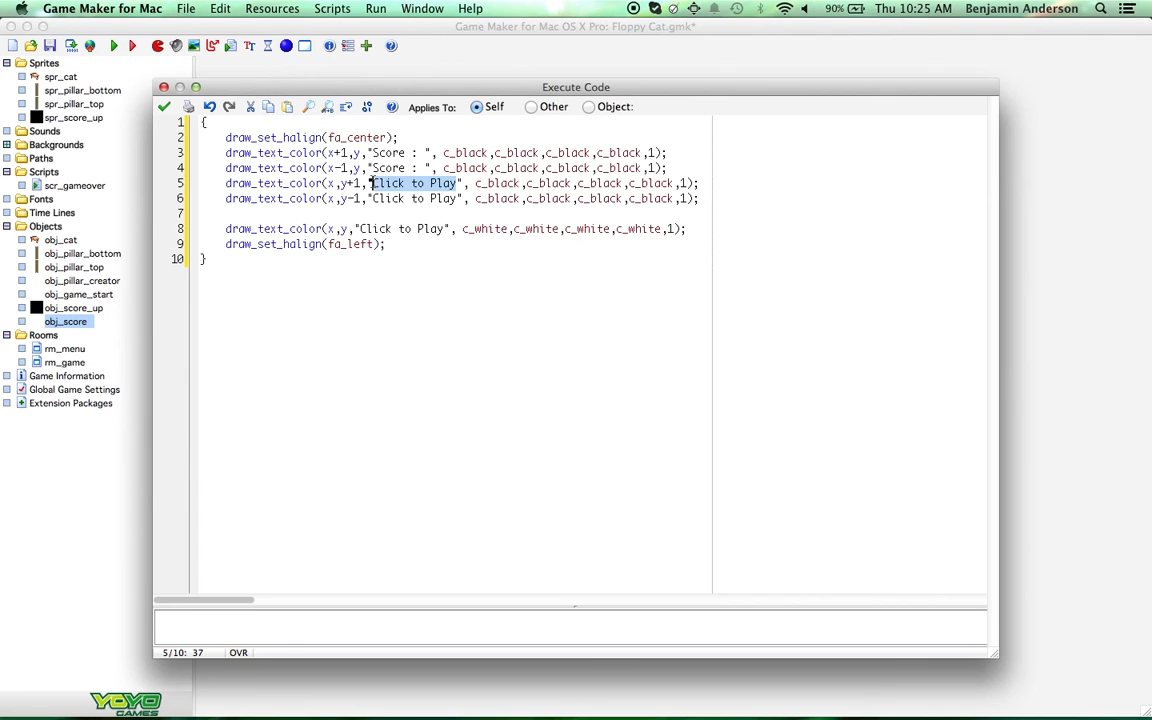 Game Maker for Mac File Edit Resources Scripts Run Window Help 90% Thu 10:25 AM Benjamin Anderson
Game Maker for Mac OS X Pro: Floppy Cat.gmk*
Sprites
spr_cat
spr_pillar_bottom
spr_pillar_top
spr_score_up
Sounds
Backgrounds
Paths
Scripts
scr_gameover
Fonts
Time Lines
Objects
obj_cat
obj_pillar_bottom
obj_pillar_top
obj_pillar_creator
obj_game_start
obj_score_up
obj_score
Rooms
rm_menu
rm_game
Game Information
Global Game Settings
Extension Packages
YOYO
GAMES
Execute Code
Applies To: Self Other Object:
1 {
2 draw_set_halign(fa_center);
3 draw_text_color(x+1,y,"Score : ", c_black,c_black,c_black,c_black,1);
4 draw_text_color(x-1,y,"Score : ", c_black,c_black,c_black,c_black,1);
5 draw_text_color(x,y+1,"Click to Play", c_black,c_black,c_black,c_black,1);
6 draw_text_color(x,y-1,"Click to Play", c_black,c_black,c_black,c_black,1);
7
8 draw_text_color(x,y,"Click to Play", c_white,c_white,c_white,c_white,1);
9 draw_set_halign(fa_left);
10 }
5/10: 37 OVR